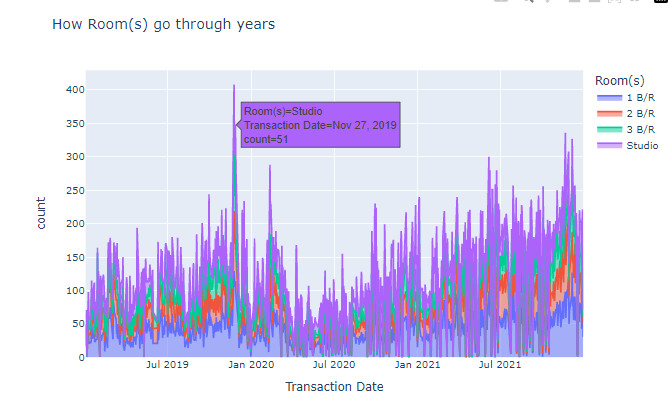 How Room(s) go through years
400
350
300
250
200
150
100
50
0
count
Room(s)=Studio
Transaction Date=Nov 27, 2019
count=51
Room(s)
1 B/R
2 B/R
3 B/R
Studio
Jul 2019
Jan 2020
Jul 2020
Jan 2021
Jul 2021
Transaction Date